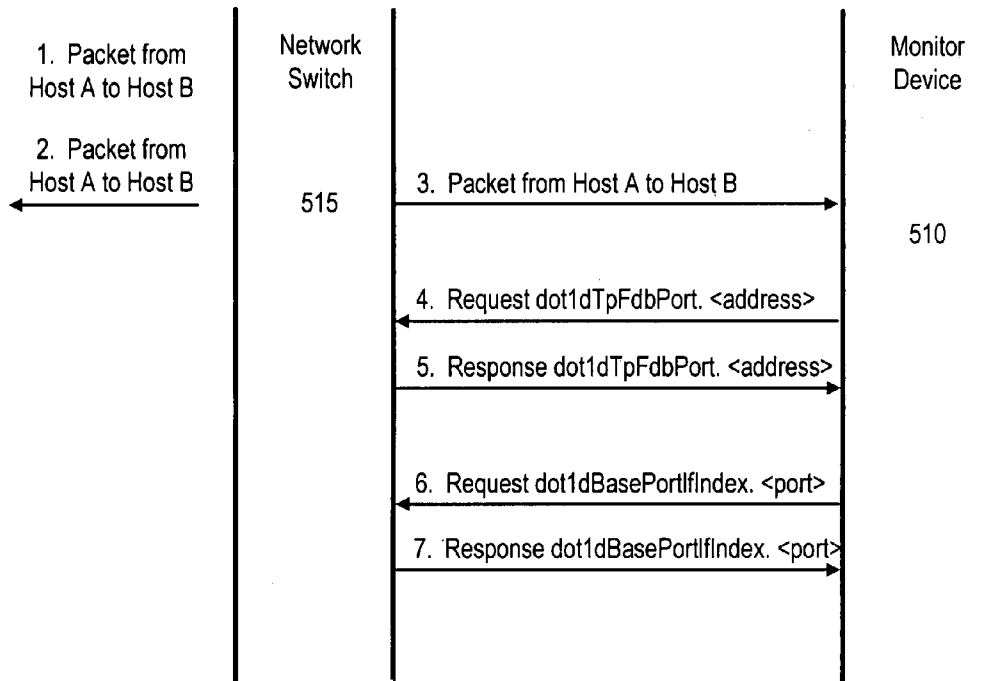 1. Packet from
Host A to Host B
Network
Switch
Monitor
Device
2. Packet from
Host A to Host B
515
3. Packet from Host A to Host B
510
4. Request dot1dTpFdbPort. <address>
5. Response dot1dTpFdbPort. <address>
6. Request dot1dBasePortIfIndex. <port>
7. Response dot1dBasePortIfIndex. <port>